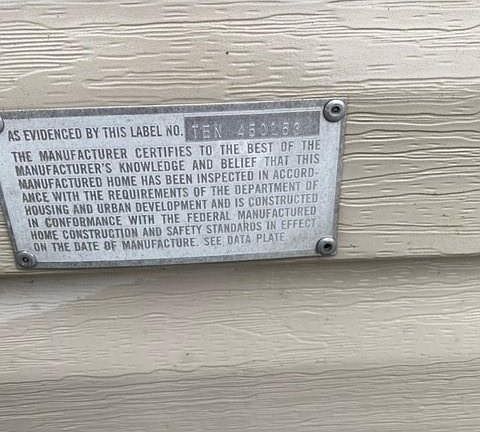 AS EVIDENCED BY THIS LABEL NO. TEN
THE MANUFACTURER CERTIFIES TO THE BEST OF THE
MANUFACTURER'S KNOWLEDGE AND BELIEF THAT THIS
MANUFACTURED HOME HAS BEEN INSPECTED IN ACCORD-
ANCE WITH THE REQUIREMENTS OF THE DEPARTMENT OF
HOUSING AND URBAN DEVELOPMENT AND IS CONSTRUCTED
IN CONFORMANCE WITH THE FEDERAL MANUFACTURED
HOME CONSTRUCTION AND SAFETY STANDARDS IN EFFECT
ON THE DATE OF MANUFACTURE. SEE DATA PLATE